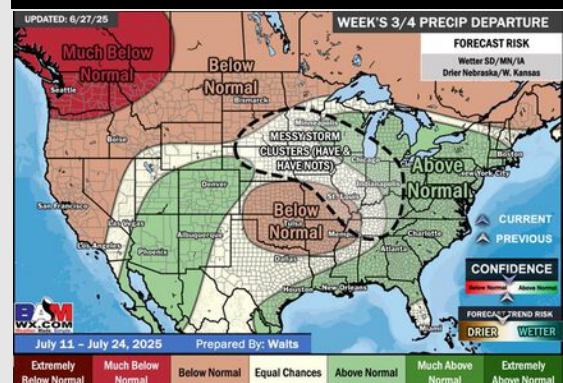 UPDATED: 6/27/25
WEEK'S 3/4 PRECIP DEPARTURE
FORECAST RISK
Wetter SD/MN/IA
Drier Nebraska/W. Kansas
Much Below
Normal
Seattle
Below
Normal
Bismarck
Minneapolis
Boise
MESSY STORM
CLUSTERS (HAVE &
HAVE NOTS)
Chicago
Boston
New York City
Above
Normal
Denver
Indianapolis
St. Louis
San Francisco
Las Vegas
Below
Normal
Tulsa
Memphis
Charlotte
CURRENT
PREVIOUS
Los Angeles
Albuquerque
Phoenix
Dallas
Atlanta
Houston
New Orleans
Miami
CONFIDENCE
Below Normal
Above Normal
FORECAST TREND RISK
DRIER
WETTER
BAM
WX.COM
July 11 – July 24, 2025
Prepared By: Walts
Extremely
Below Normal
Much Below
Normal
Below Normal
Equal Chances
Above Normal
Much Above
Normal
Extremely
Above Normal